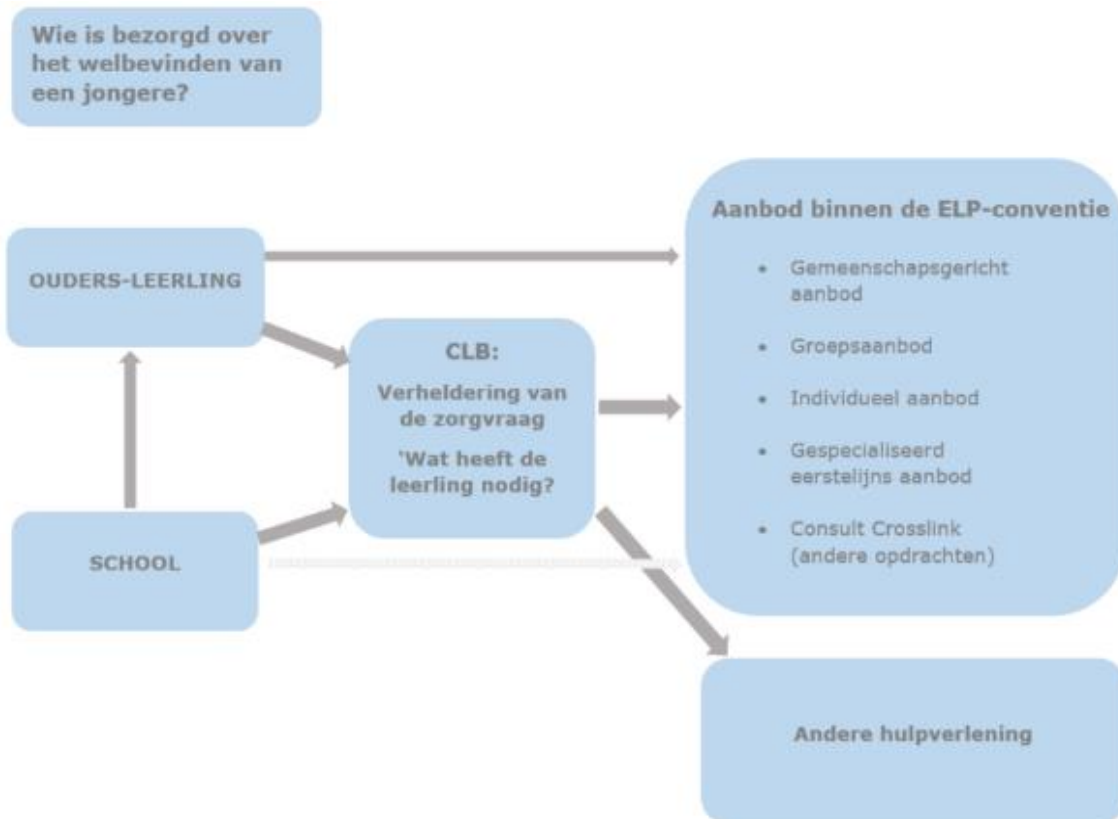 Wie is bezorgd over
het welbevinden van
een jongere?
OUDERS-LEERLING
SCHOOL
CLB:
Verheldering van
de zorgvraag
'Wat heeft de
leerling nodig?
Aanbod binnen de ELP-conventie
• Gemeenschapsgericht
aanbod
• Groepsaanbod
• Individueel aanbod
• Gespecialiseerd
eerstelijns aanbod
• Consult Crosslink
(andere opdrachten)
Andere hulpverlening